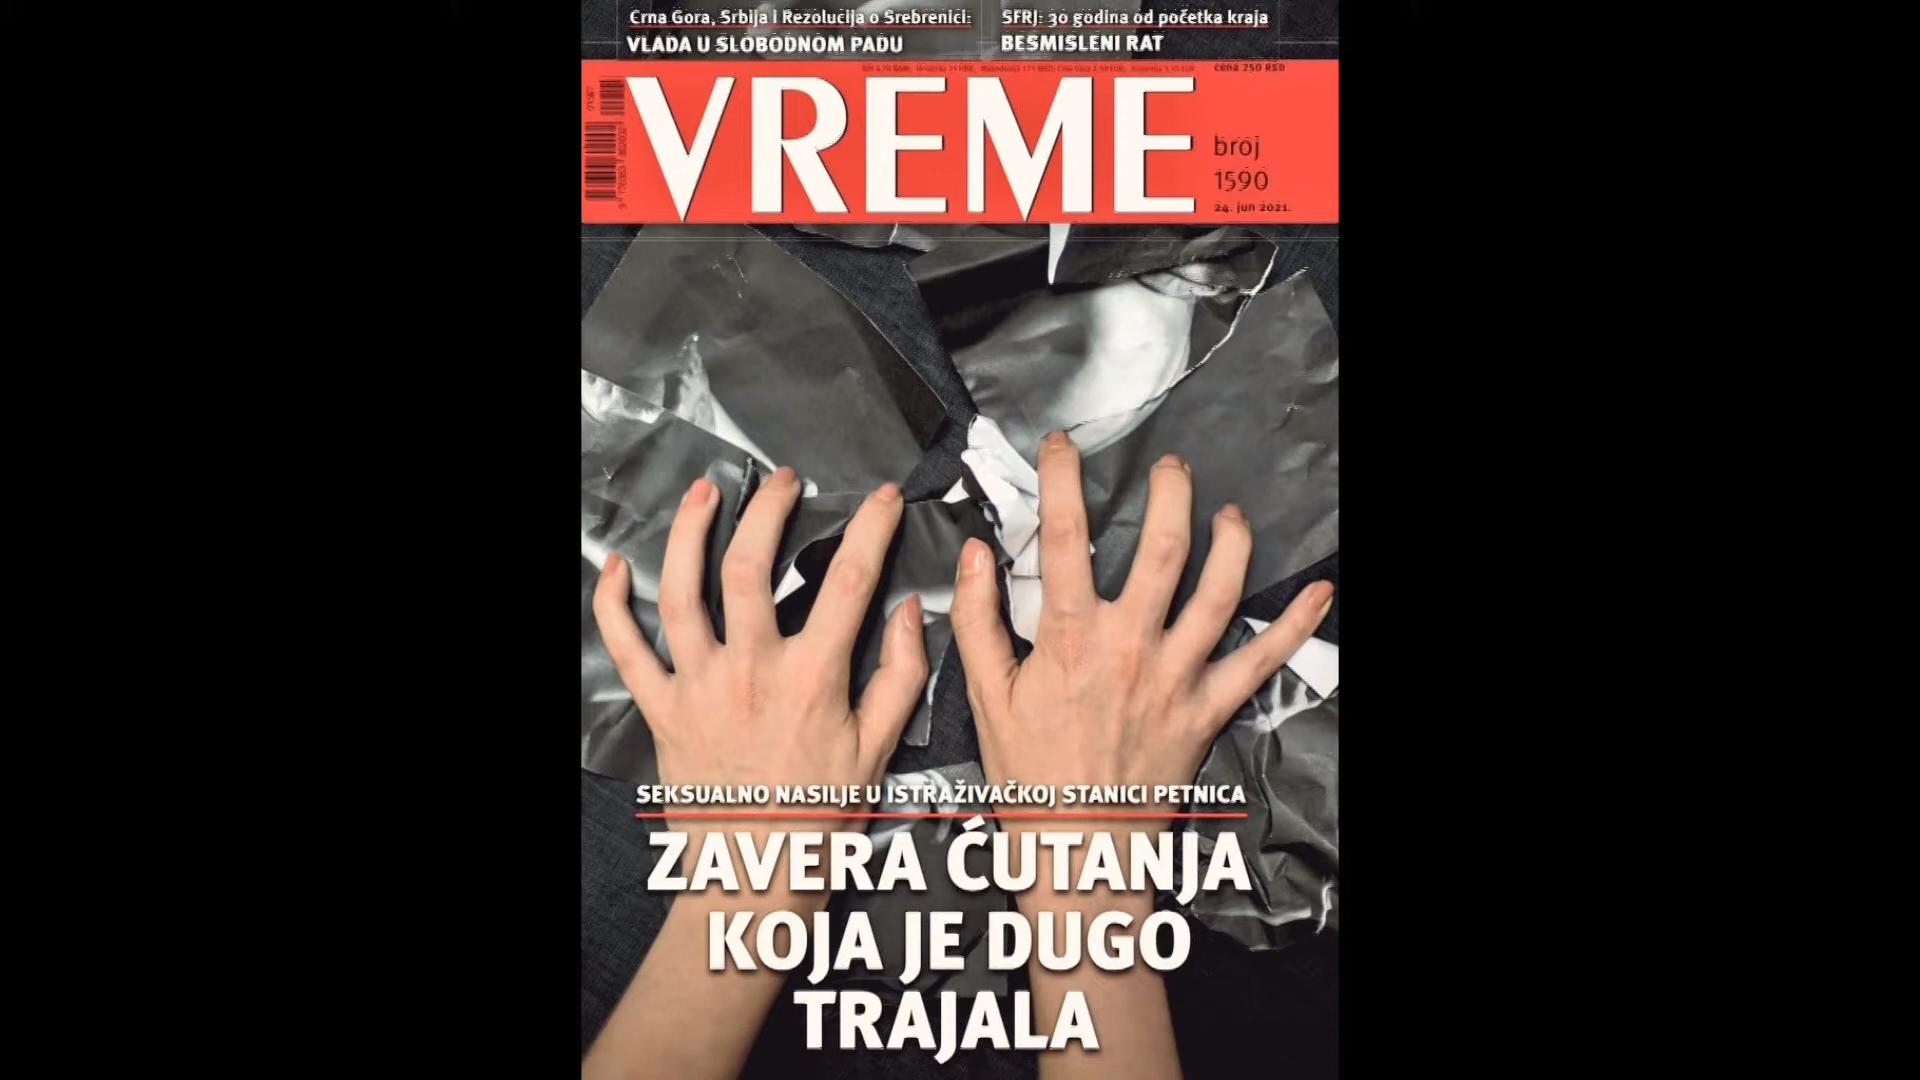 Crna Gora, Srbija i Rezolucija o Srebrenici:
VLADA U SLOBODNOM PADU
SFRJ: 30 godina od početka kraja
BESMISLENI RAT
cena 250 RSD
VREME
broj
1590
24. jun 2021.
SEKSUALNO NASILJE U ISTRAŽIVAČKOJ STANICI PETNICA
ZAVERA ĆUTANJA
KOJA JE DUGO
TRAJALA